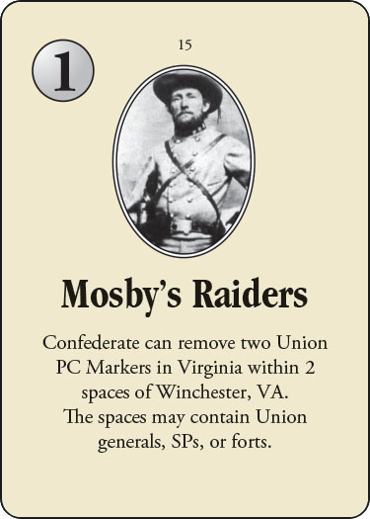 15
1
Mosby's Raiders
Confederate can remove two Union
PC Markers in Virginia within 2
spaces of Winchester, VA.
The spaces may contain Union
generals, SPs, or forts.